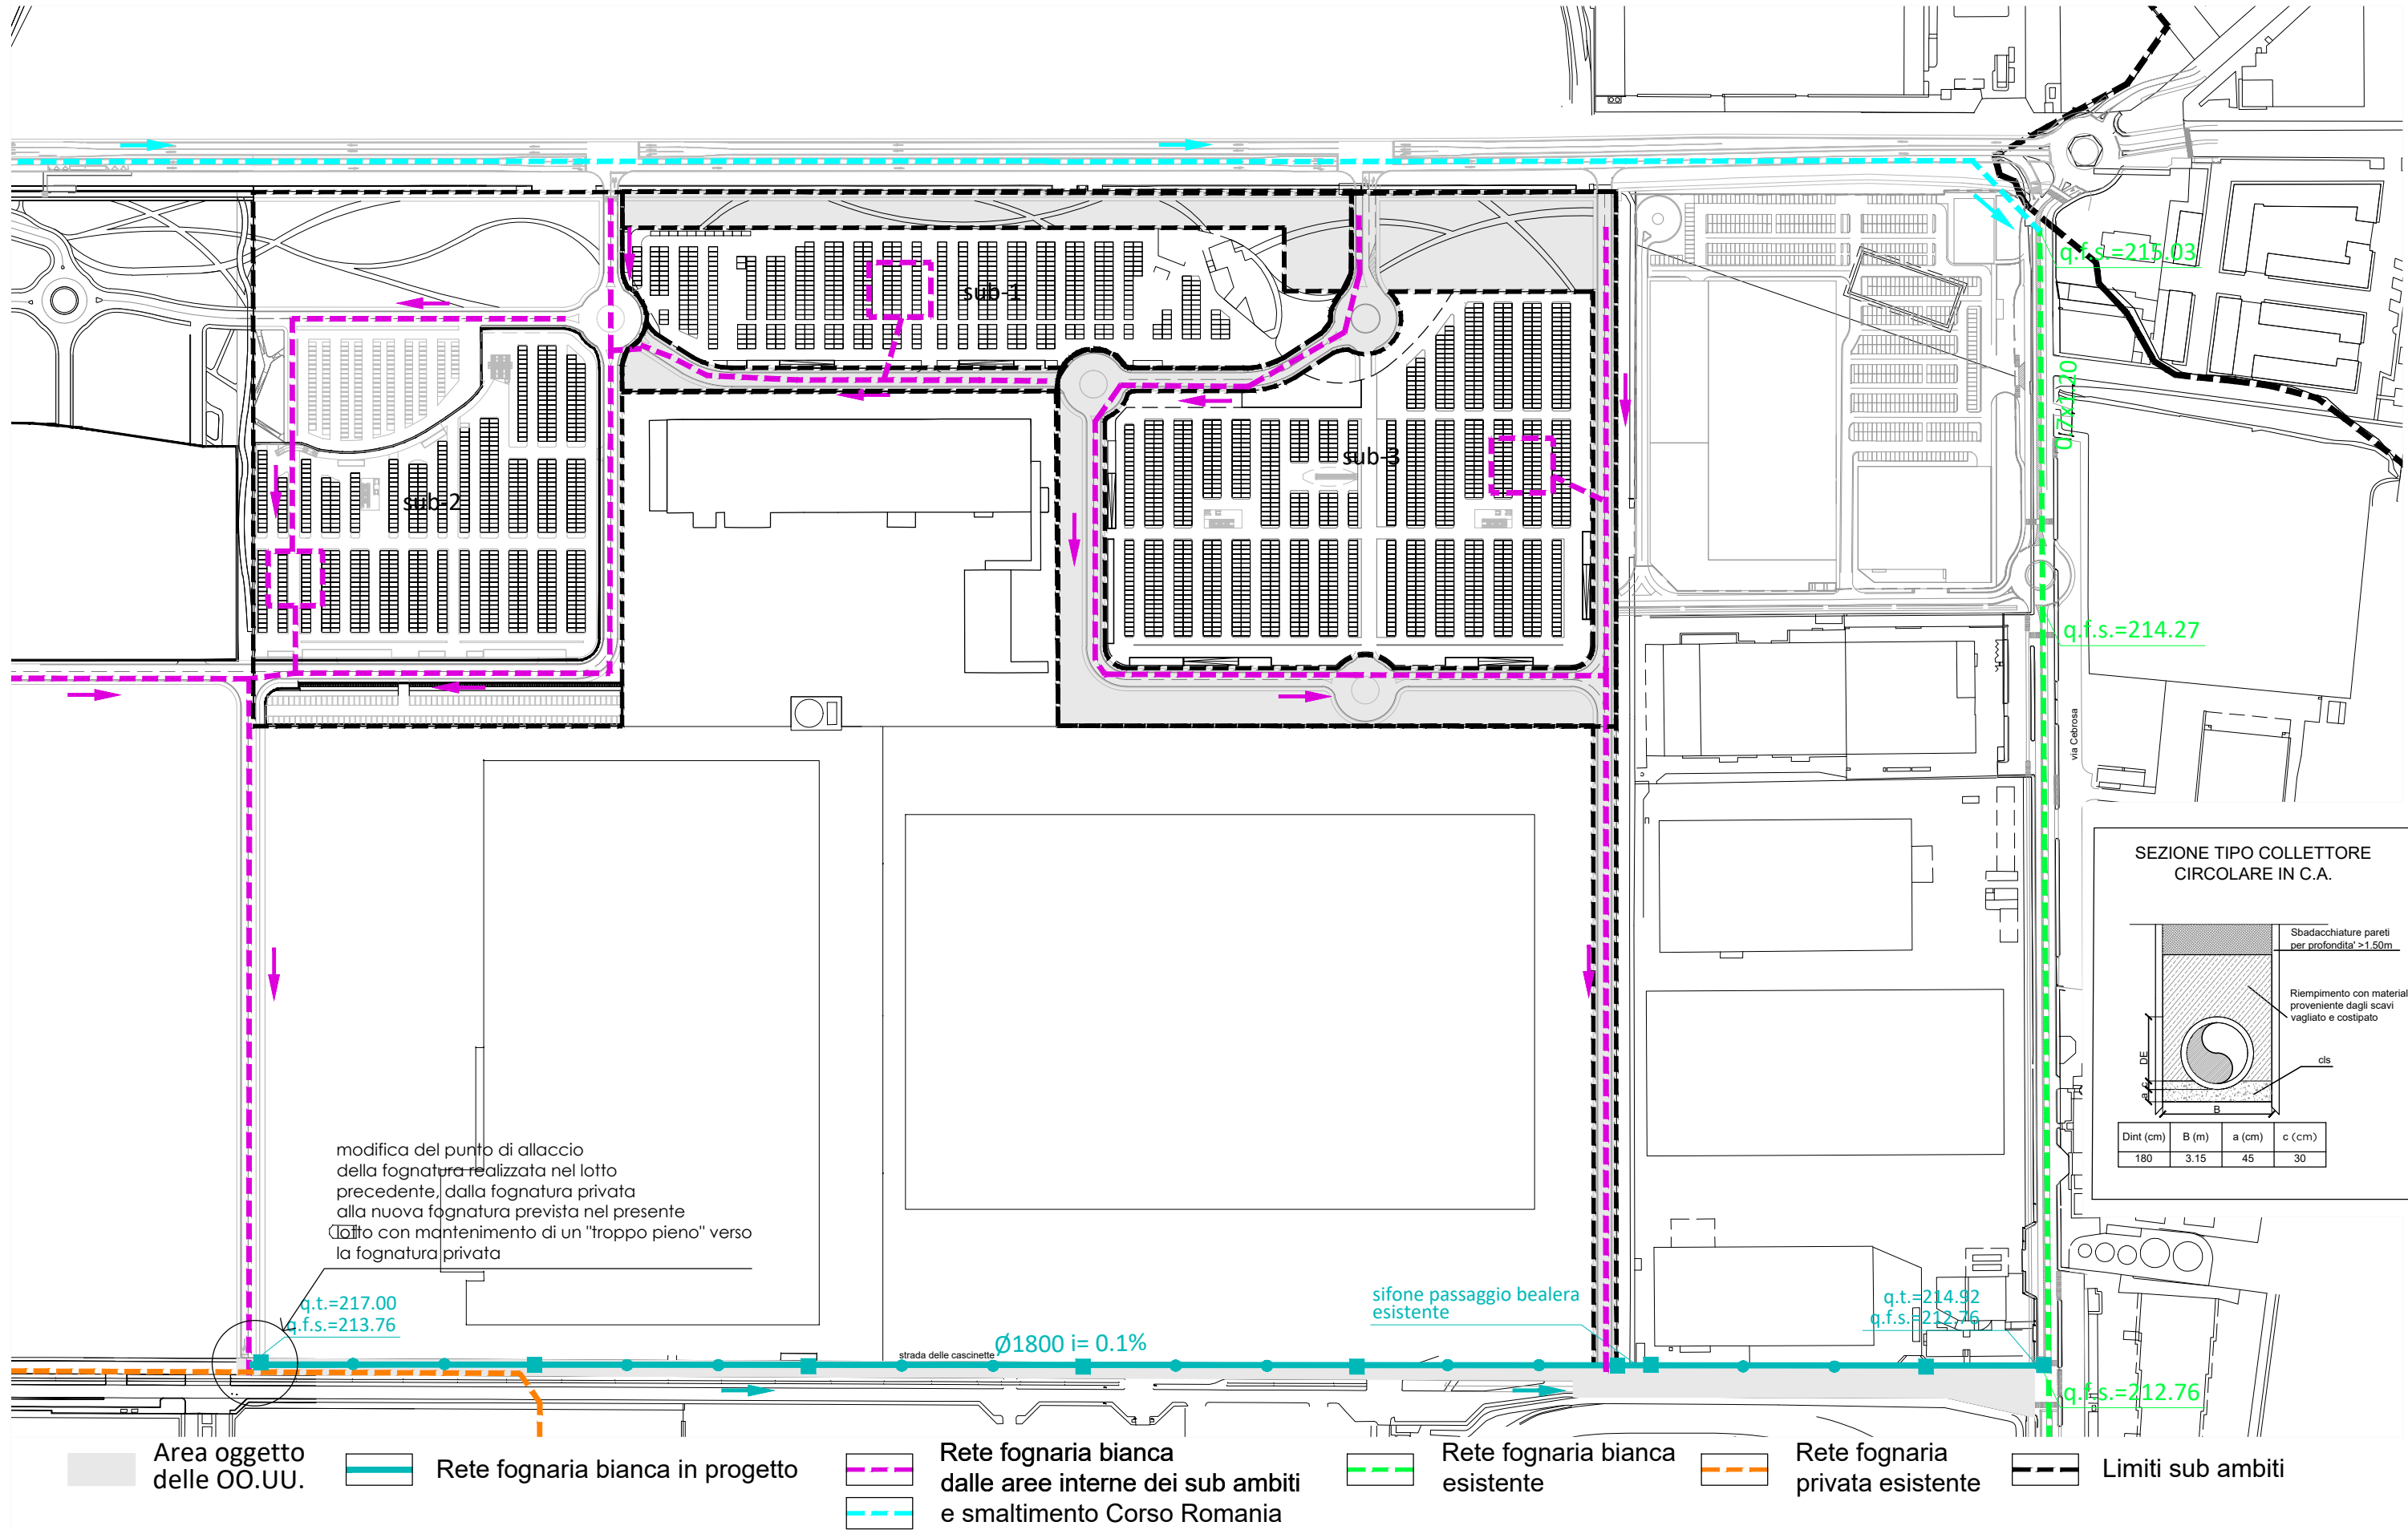 q.f.s.=215.03
sub-1
0.7x1.20
sub-3
sub-2
q.f.s.=214.27
via Cebrosa
SEZIONE TIPO COLLETTORE
CIRCOLARE IN C.A.
Sbadacchiature pareti
per profondita' >1.50m
Riempimento con material
proveniente dagli scavi
vagliato e costipato
cls
DE
c
a
B
Dint (cm) B (m) a (cm) c (cm)
180 3.15 45 30
modifica del punto di allaccio
della fognatura realizzata nel lotto
precedente, dalla fognatura privata
alla nuova fognatura prevista nel presente
lotto con mantenimento di un "troppo pieno" verso
la fognatura privata
q.t.=217.00
q.f.s.=213.76
sifone passaggio bealera
esistente
q.t.=214.92
q.f.s.=212.76
Ø1800 i= 0.1%
strada delle cascinette
q.f.s.=212.76
Area oggetto
delle OO.UU.
Rete fognaria bianca in progetto
Rete fognaria bianca
dalle aree interne dei sub ambiti
e smaltimento Corso Romania
Rete fognaria bianca
esistente
Rete fognaria
privata esistente
Limiti sub ambiti